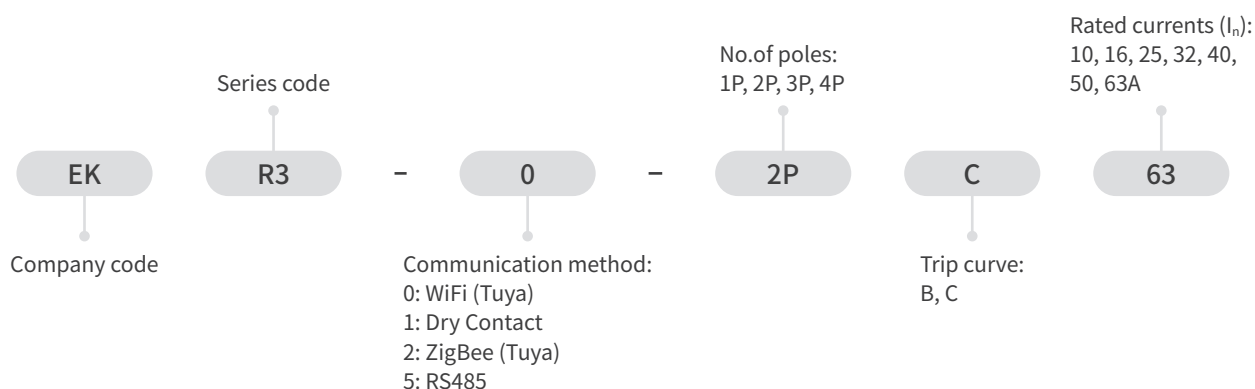 Rated currents (Iₙ):
10, 16, 25, 32, 40,
50, 63A
No.of poles:
1P, 2P, 3P, 4P
Series code
EK R3 - 0 - 2P C 63
Company code
Communication method:
0: WiFi (Tuya)
1: Dry Contact
2: ZigBee (Tuya)
5: RS485
Trip curve:
B, C